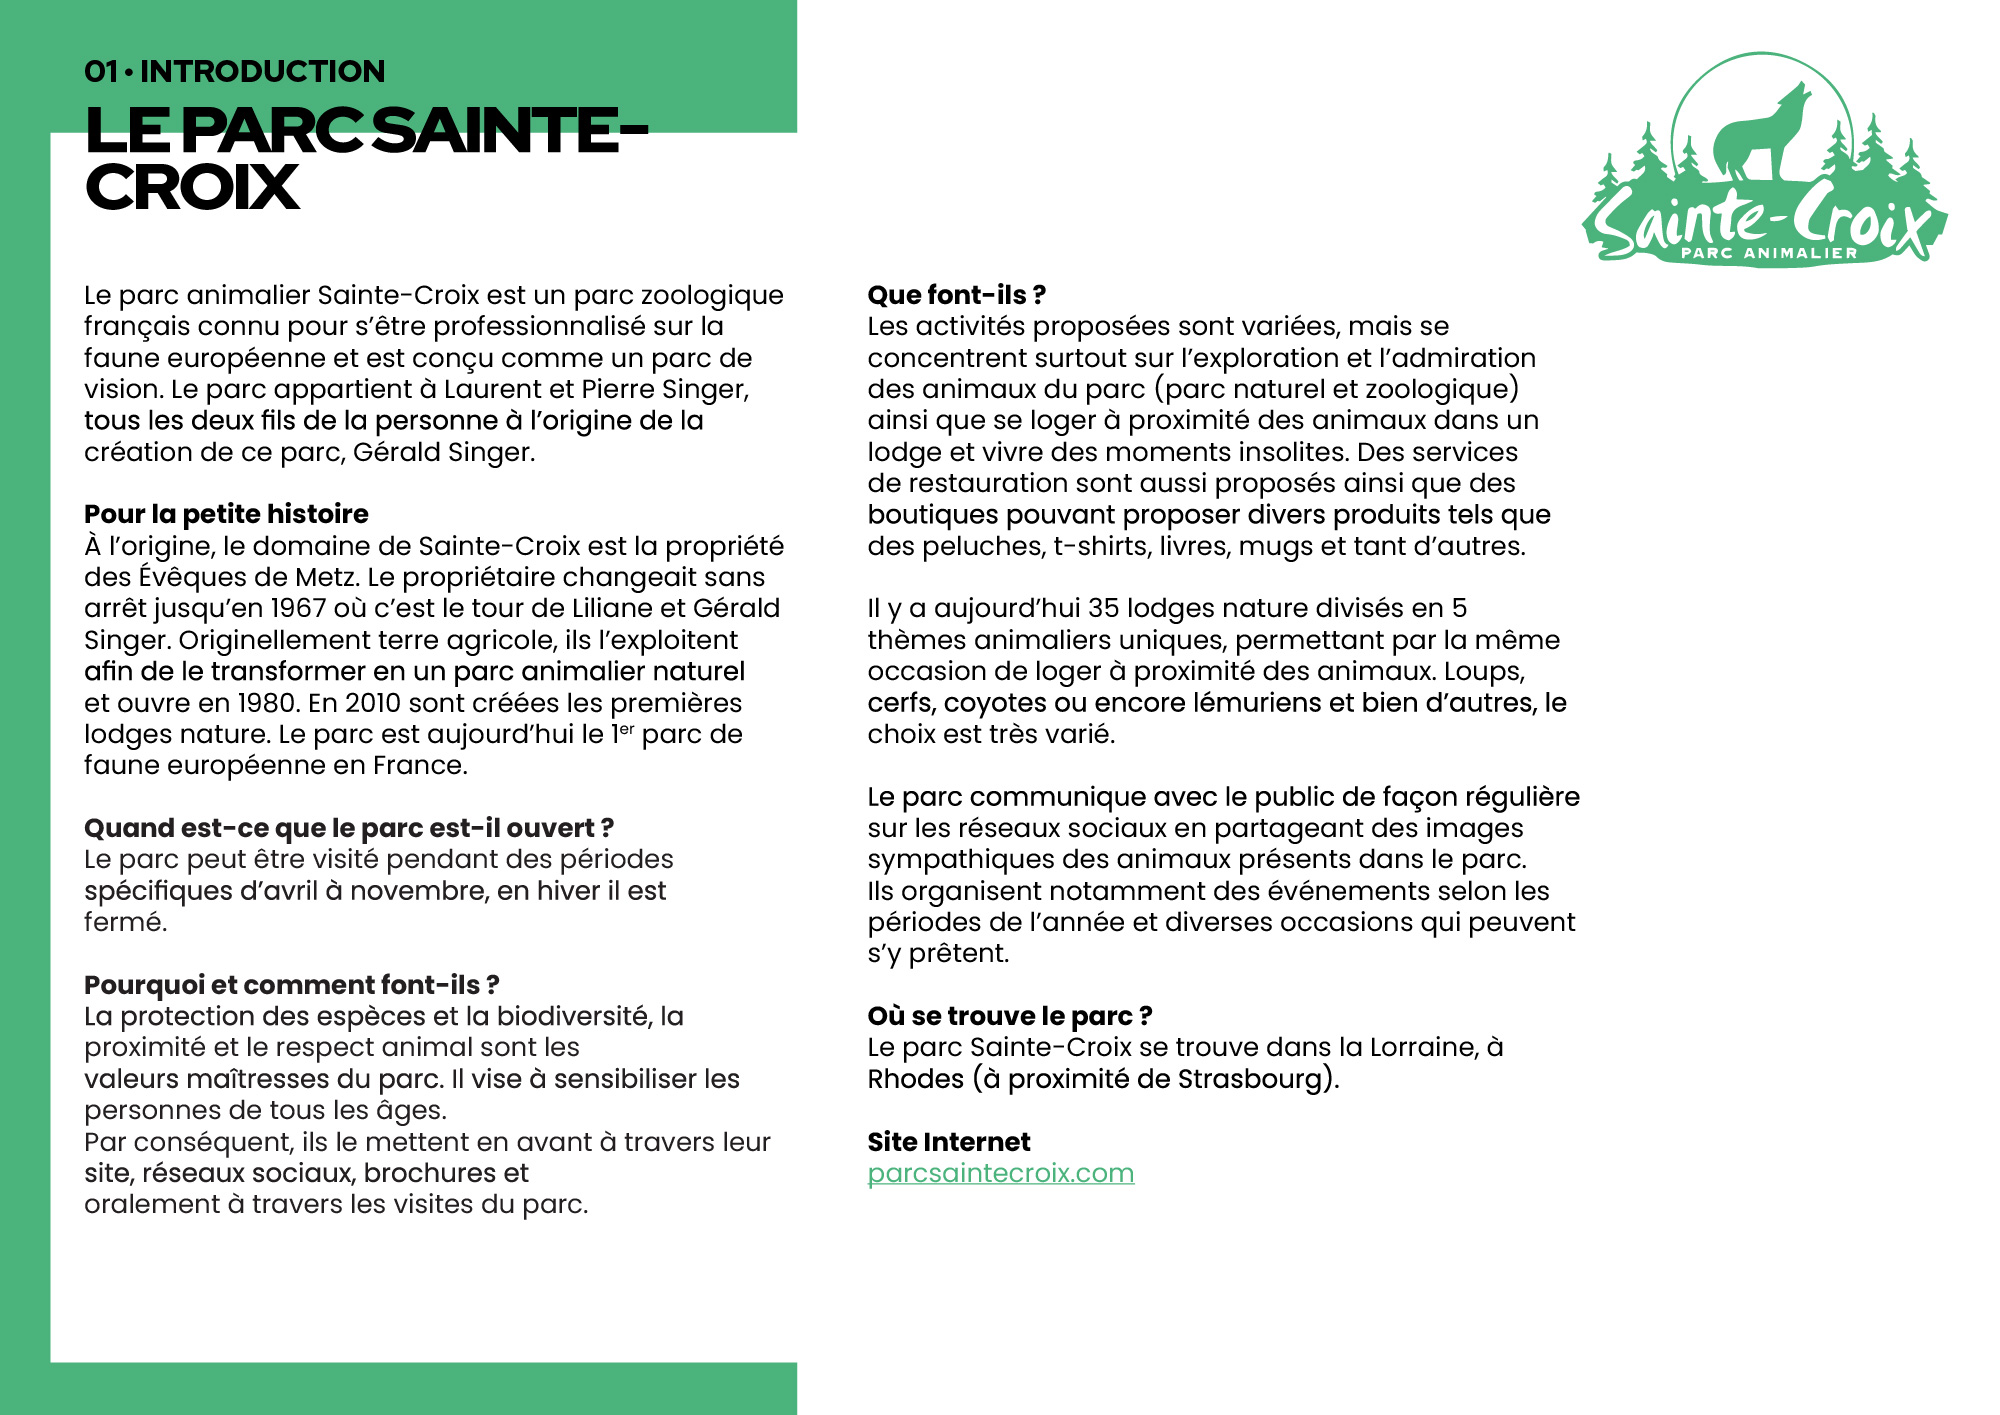 01 • INTRODUCTION
LE PARC SAINTE-
CROIX
Sainte-Croix
PARC ANIMALIER
Le parc animalier Sainte-Croix est un parc zoologique
français connu pour s’être professionnalisé sur la
faune européenne et est conçu comme un parc de
vision. Le parc appartient à Laurent et Pierre Singer,
tous les deux fils de la personne à l’origine de la
création de ce parc, Gérald Singer.
Pour la petite histoire
À l’origine, le domaine de Sainte-Croix est la propriété
des Évêques de Metz. Le propriétaire changeait sans
arrêt jusqu’en 1967 où c’est le tour de Liliane et Gérald
Singer. Originellement terre agricole, ils l’exploitent
afin de le transformer en un parc animalier naturel
et ouvre en 1980. En 2010 sont créées les premières
lodges nature. Le parc est aujourd’hui le 1er parc de
faune européenne en France.
Quand est-ce que le parc est-il ouvert ?
Le parc peut être visité pendant des périodes
spécifiques d’avril à novembre, en hiver il est
fermé.
Pourquoi et comment font-ils ?
La protection des espèces et la biodiversité, la
proximité et le respect animal sont les
valeurs maîtresses du parc. Il vise à sensibiliser les
personnes de tous les âges.
Par conséquent, ils le mettent en avant à travers leur
site, réseaux sociaux, brochures et
oralement à travers les visites du parc.
Que font-ils ?
Les activités proposées sont variées, mais se
concentrent surtout sur l’exploration et l’admiration
des animaux du parc (parc naturel et zoologique)
ainsi que se loger à proximité des animaux dans un
lodge et vivre des moments insolites. Des services
de restauration sont aussi proposés ainsi que des
boutiques pouvant proposer divers produits tels que
des peluches, t-shirts, livres, mugs et tant d’autres.
Il y a aujourd’hui 35 lodges nature divisés en 5
thèmes animaliers uniques, permettant par la même
occasion de loger à proximité des animaux. Loups,
cerfs, coyotes ou encore lémuriens et bien d’autres, le
choix est très varié.
Le parc communique avec le public de façon régulière
sur les réseaux sociaux en partageant des images
sympathiques des animaux présents dans le parc.
Ils organisent notamment des événements selon les
périodes de l’année et diverses occasions qui peuvent
s’y prêtent.
Où se trouve le parc ?
Le parc Sainte-Croix se trouve dans la Lorraine, à
Rhodes (à proximité de Strasbourg).
Site Internet
parcsaintecroix.com